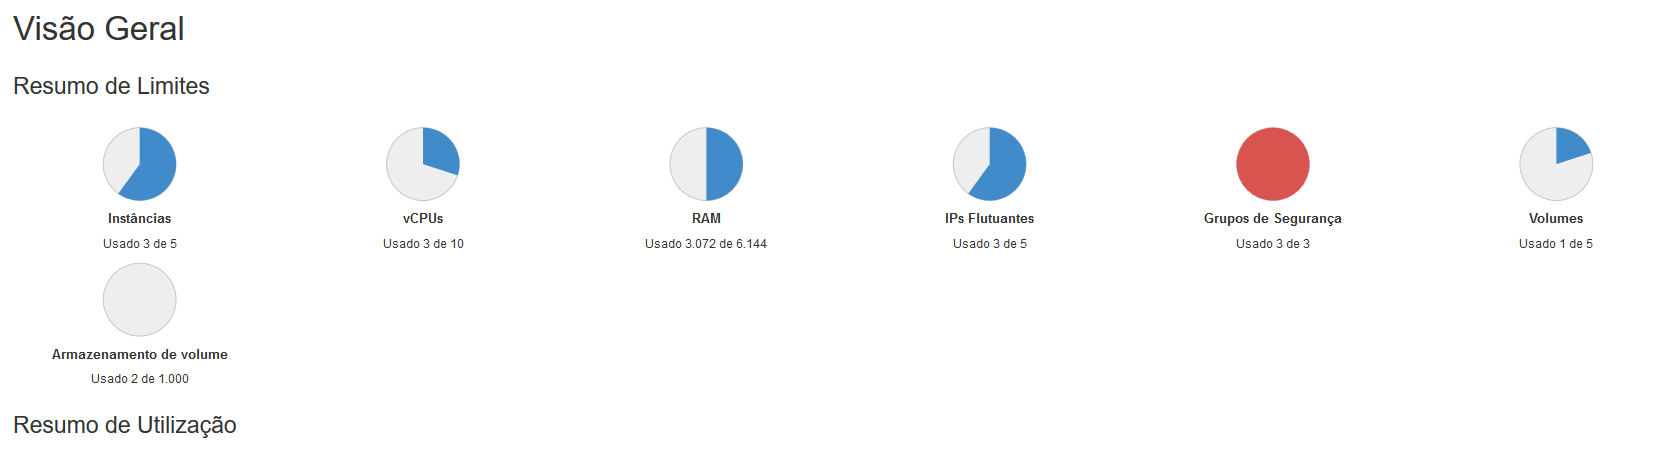 Visão Geral
Resumo de Limites
Instâncias
Usado 3 de 5
vCPUs
Usado 3 de 10
RAM
Usado 3.072 de 6.144
IPs Flutuantes
Usado 3 de 5
Grupos de Segurança
Usado 3 de 3
Volumes
Usado 1 de 5
Armazenamento de volume
Usado 2 de 1.000
Resumo de Utilização